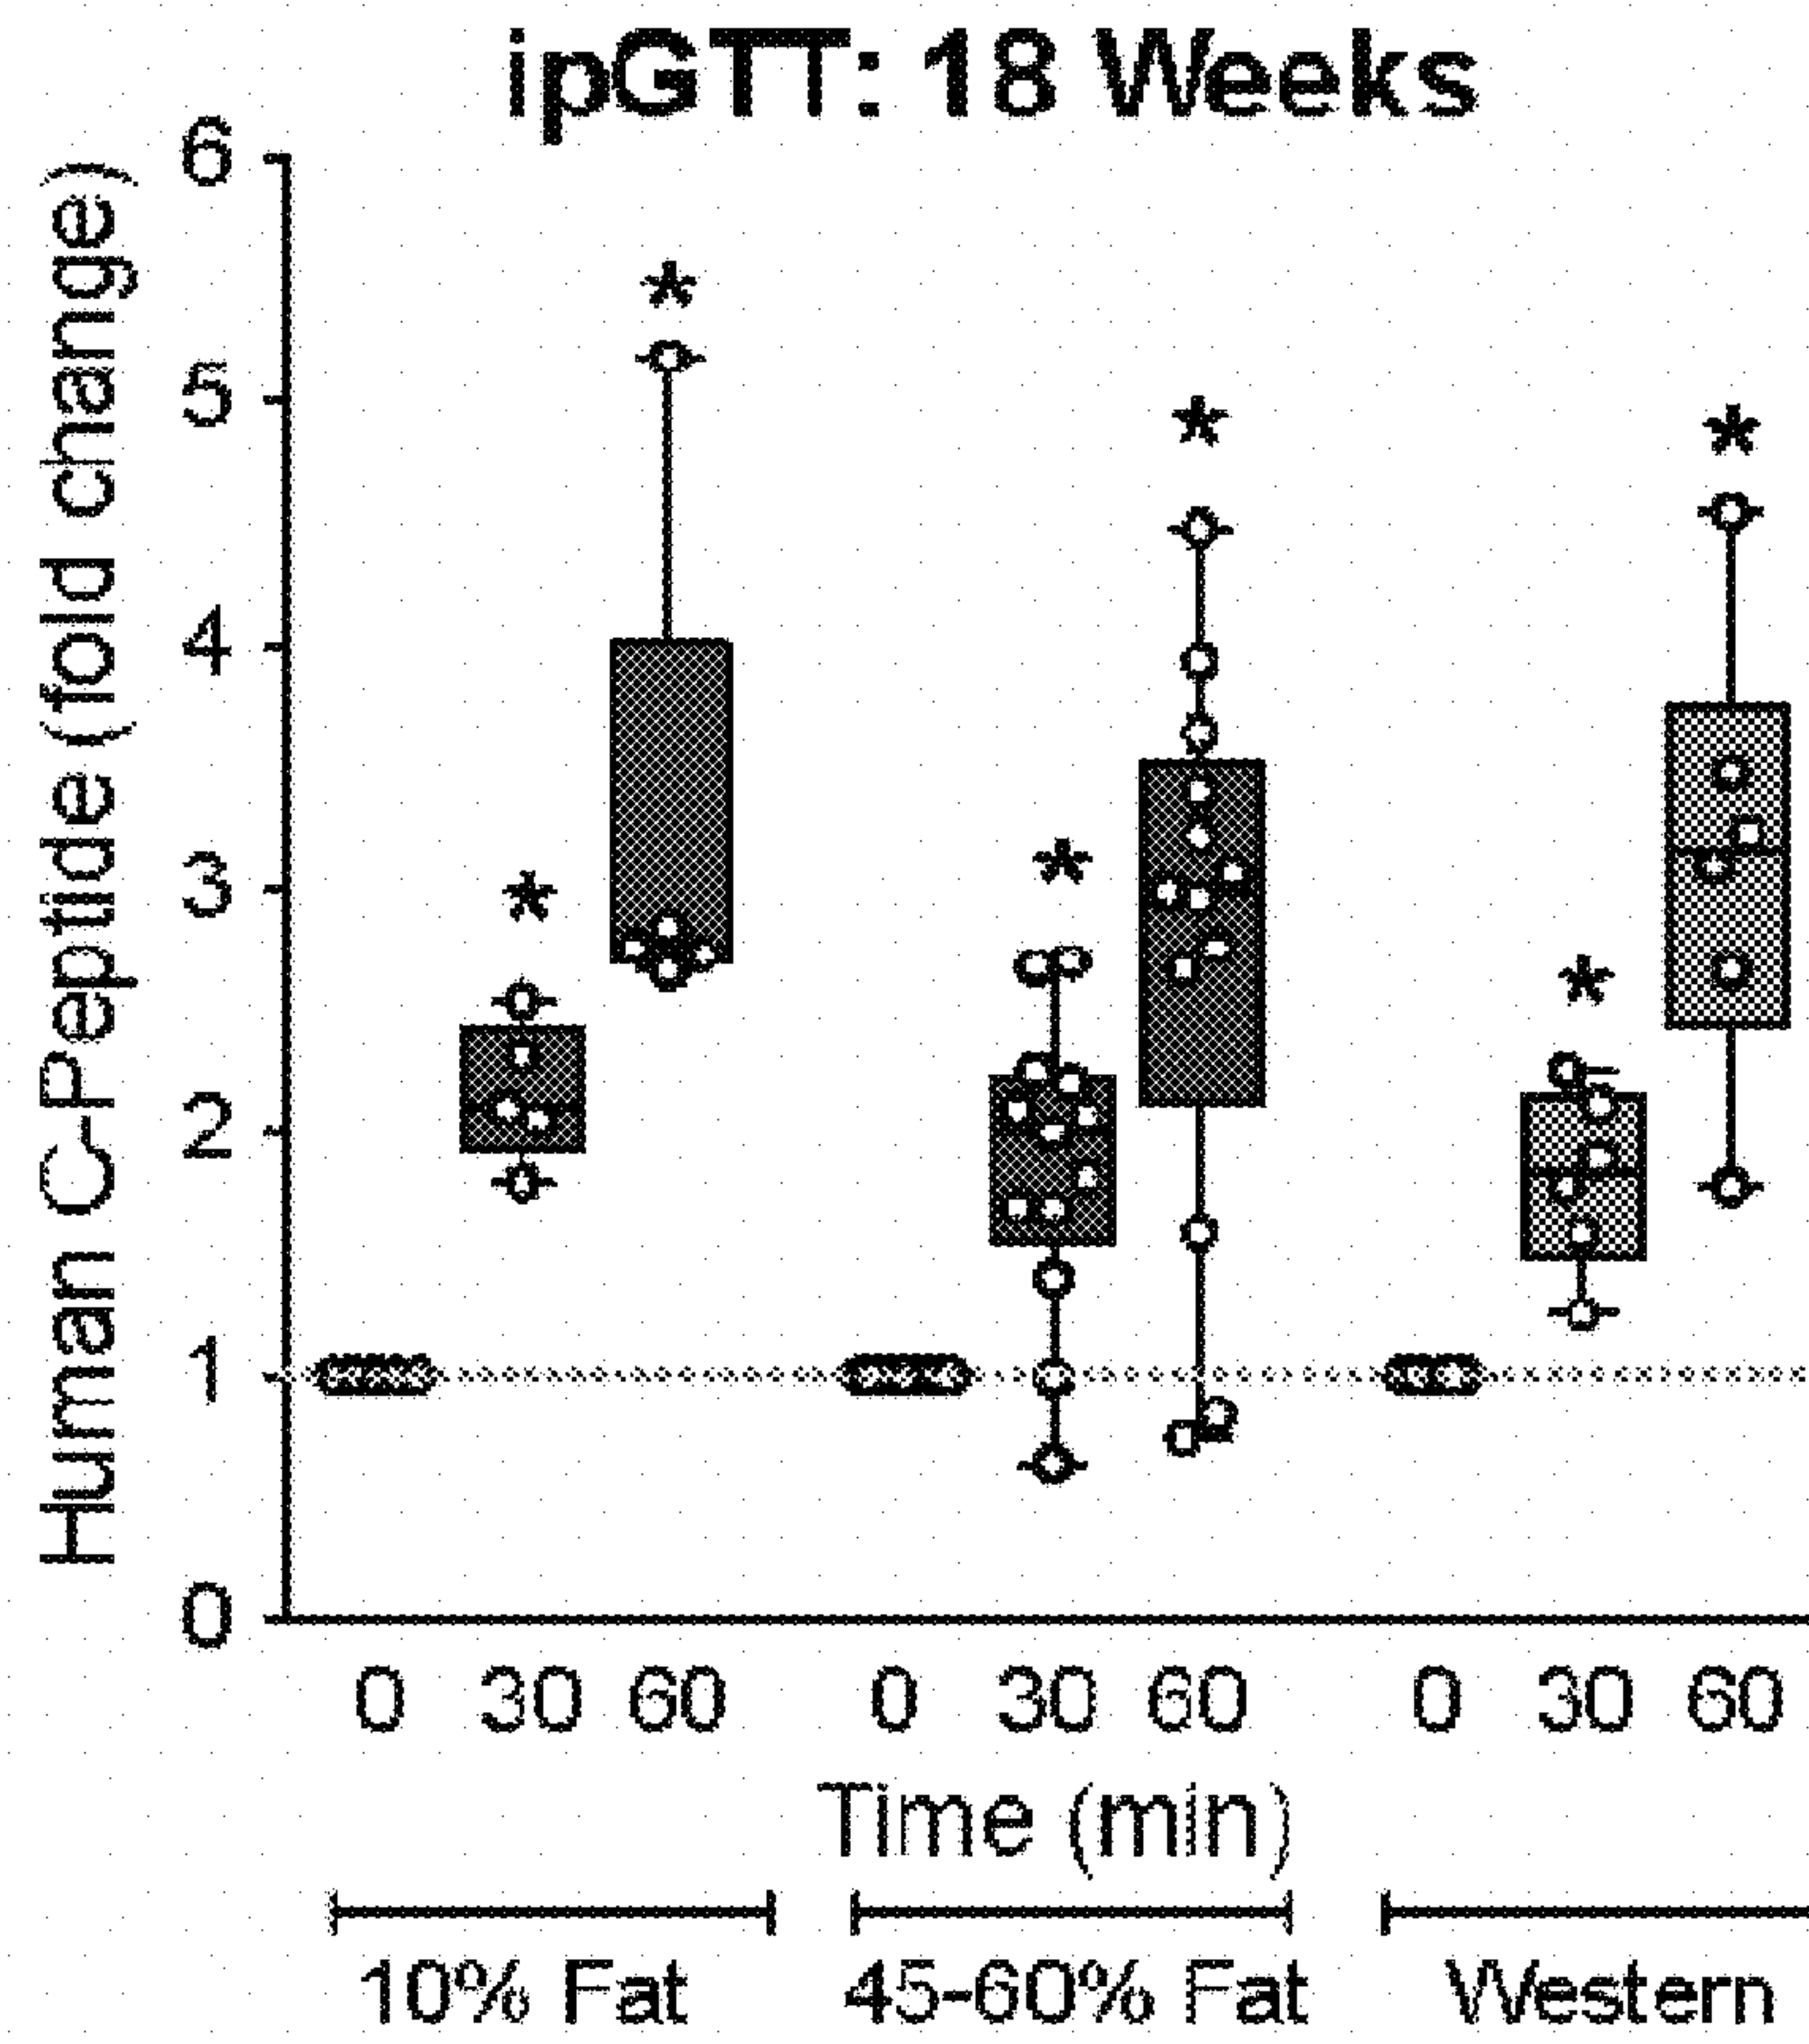 ipGTT: 18 Weeks
Human C-Peptide (fold change)
6
5
4
3
2
1
0
* * * * * *
0 30 60 0 30 60 0 30 60
Time (min)
10% Fat 45-60% Fat Western